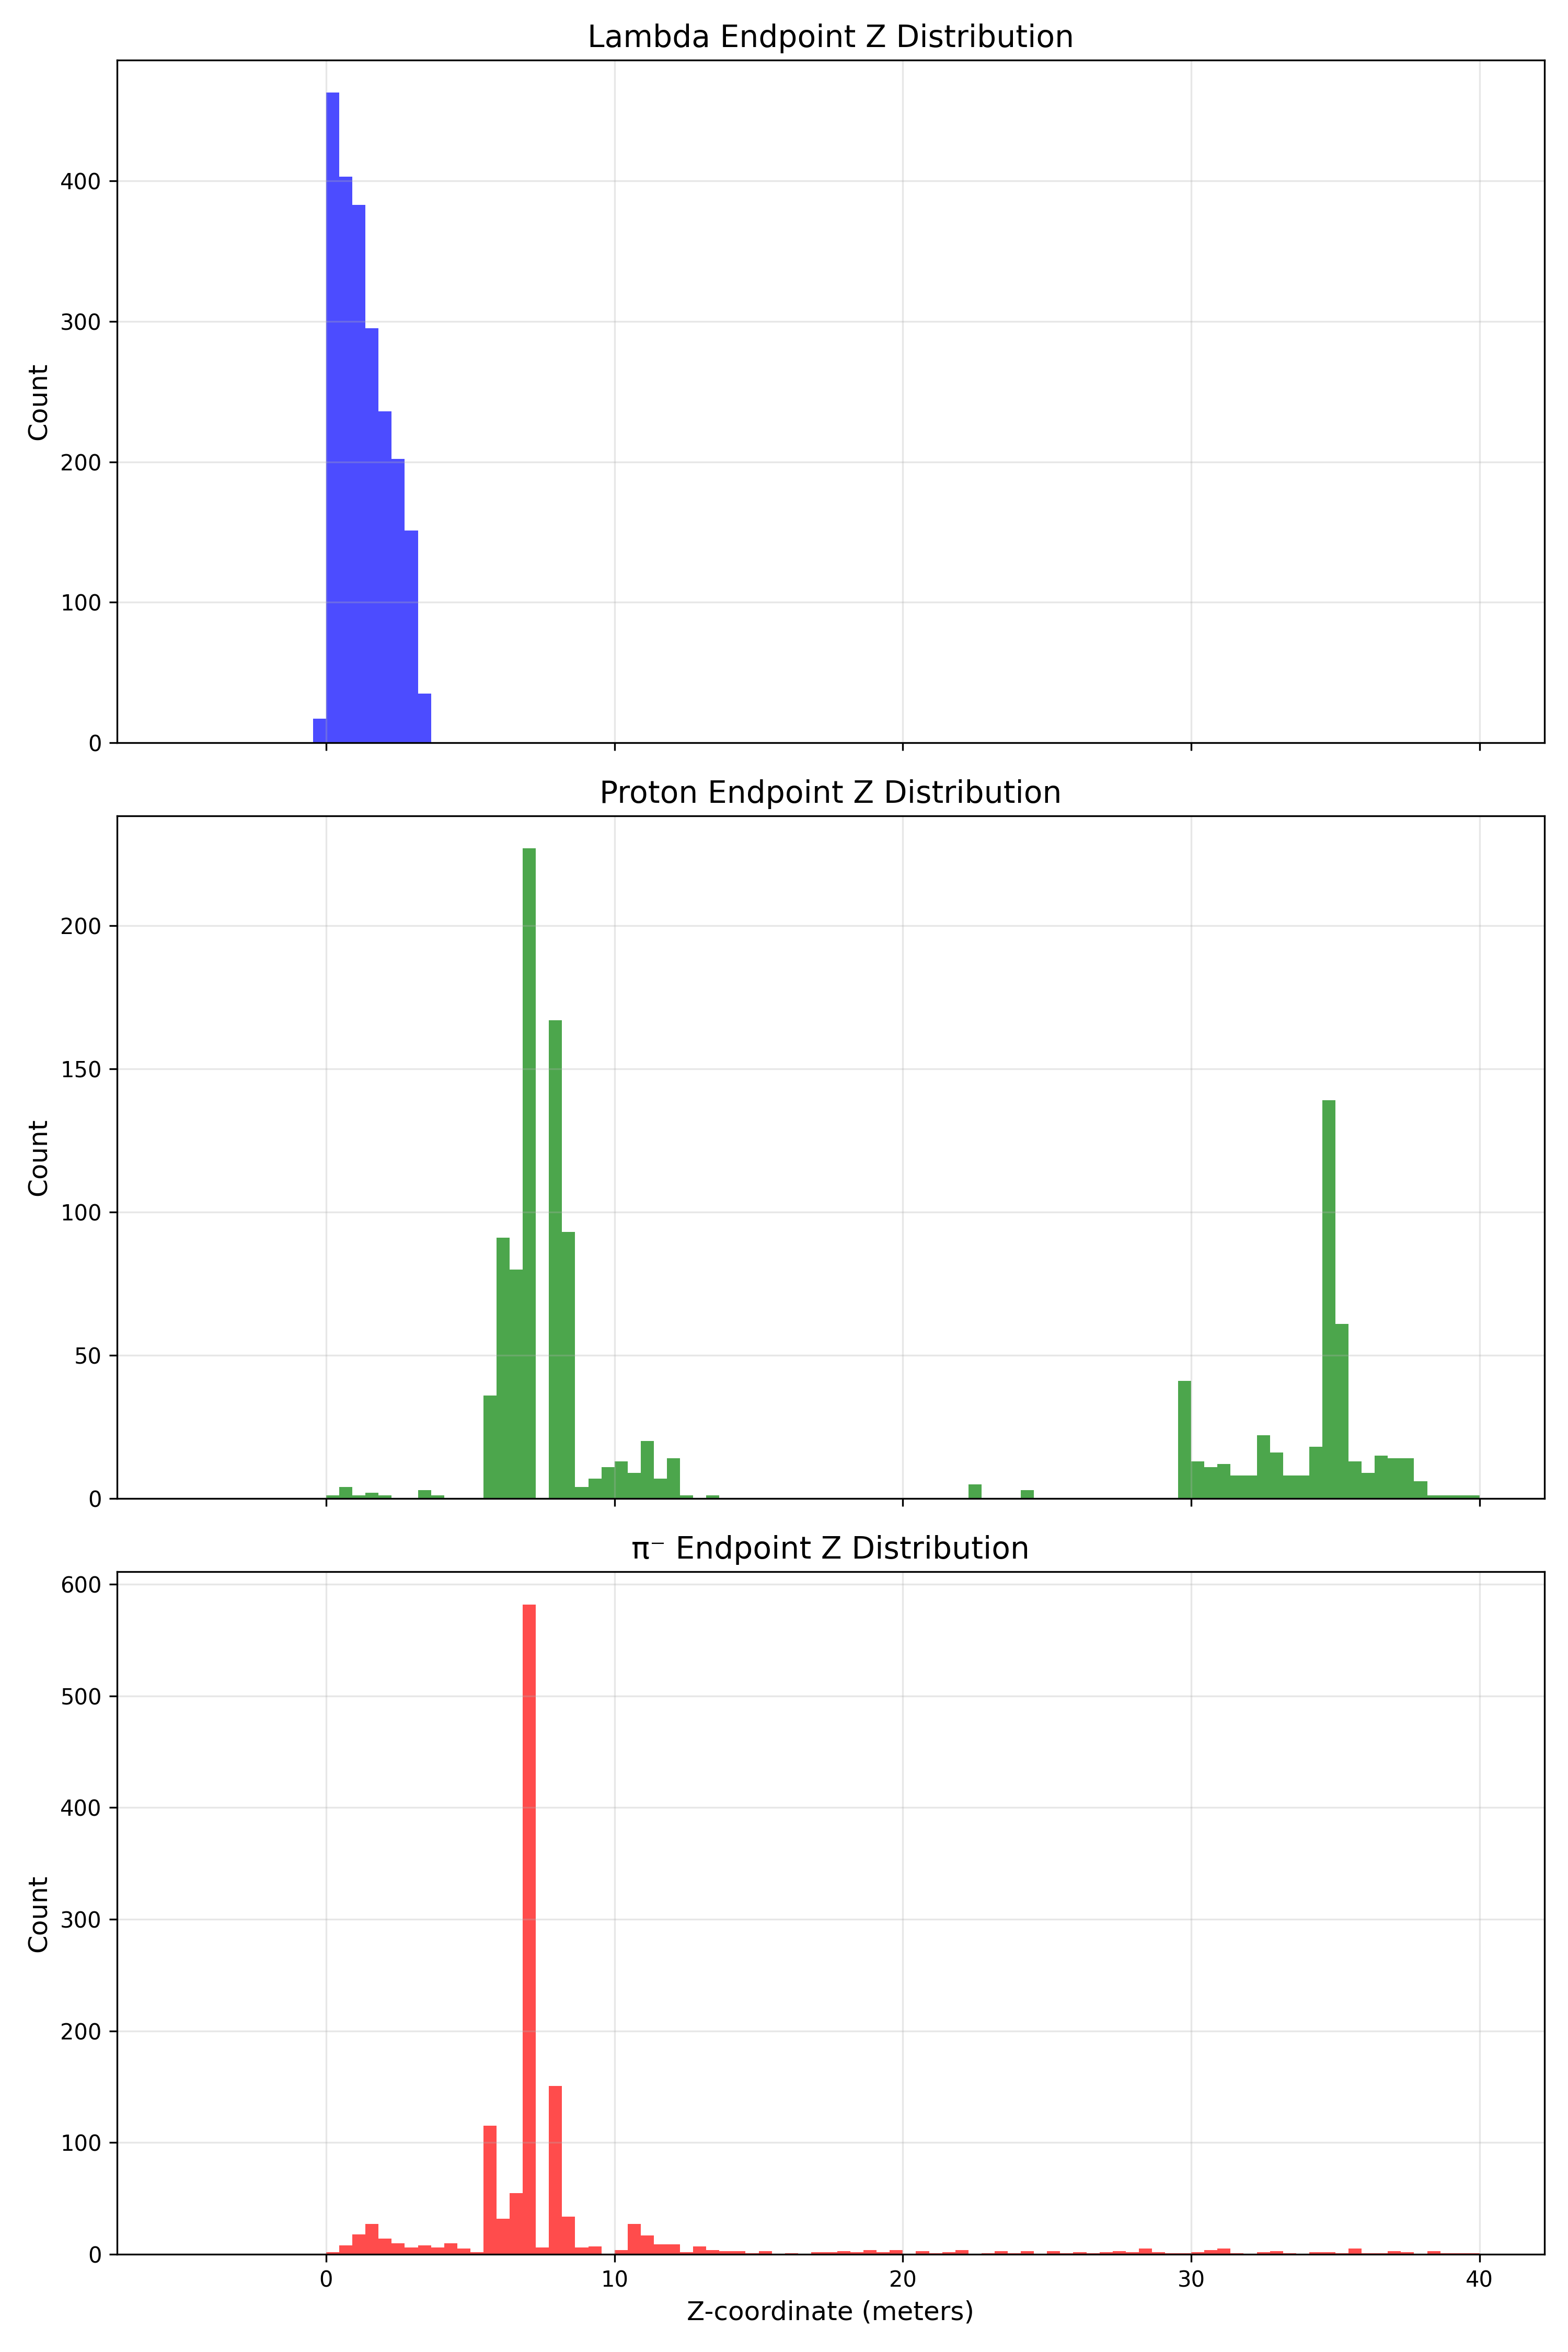 Lambda Endpoint Z Distribution
Count
400
300
200
100
0
Proton Endpoint Z Distribution
Count
200
150
100
50
0
π⁻ Endpoint Z Distribution
Count
600
500
400
300
200
100
0
0 10 20 30 40
Z-coordinate (meters)